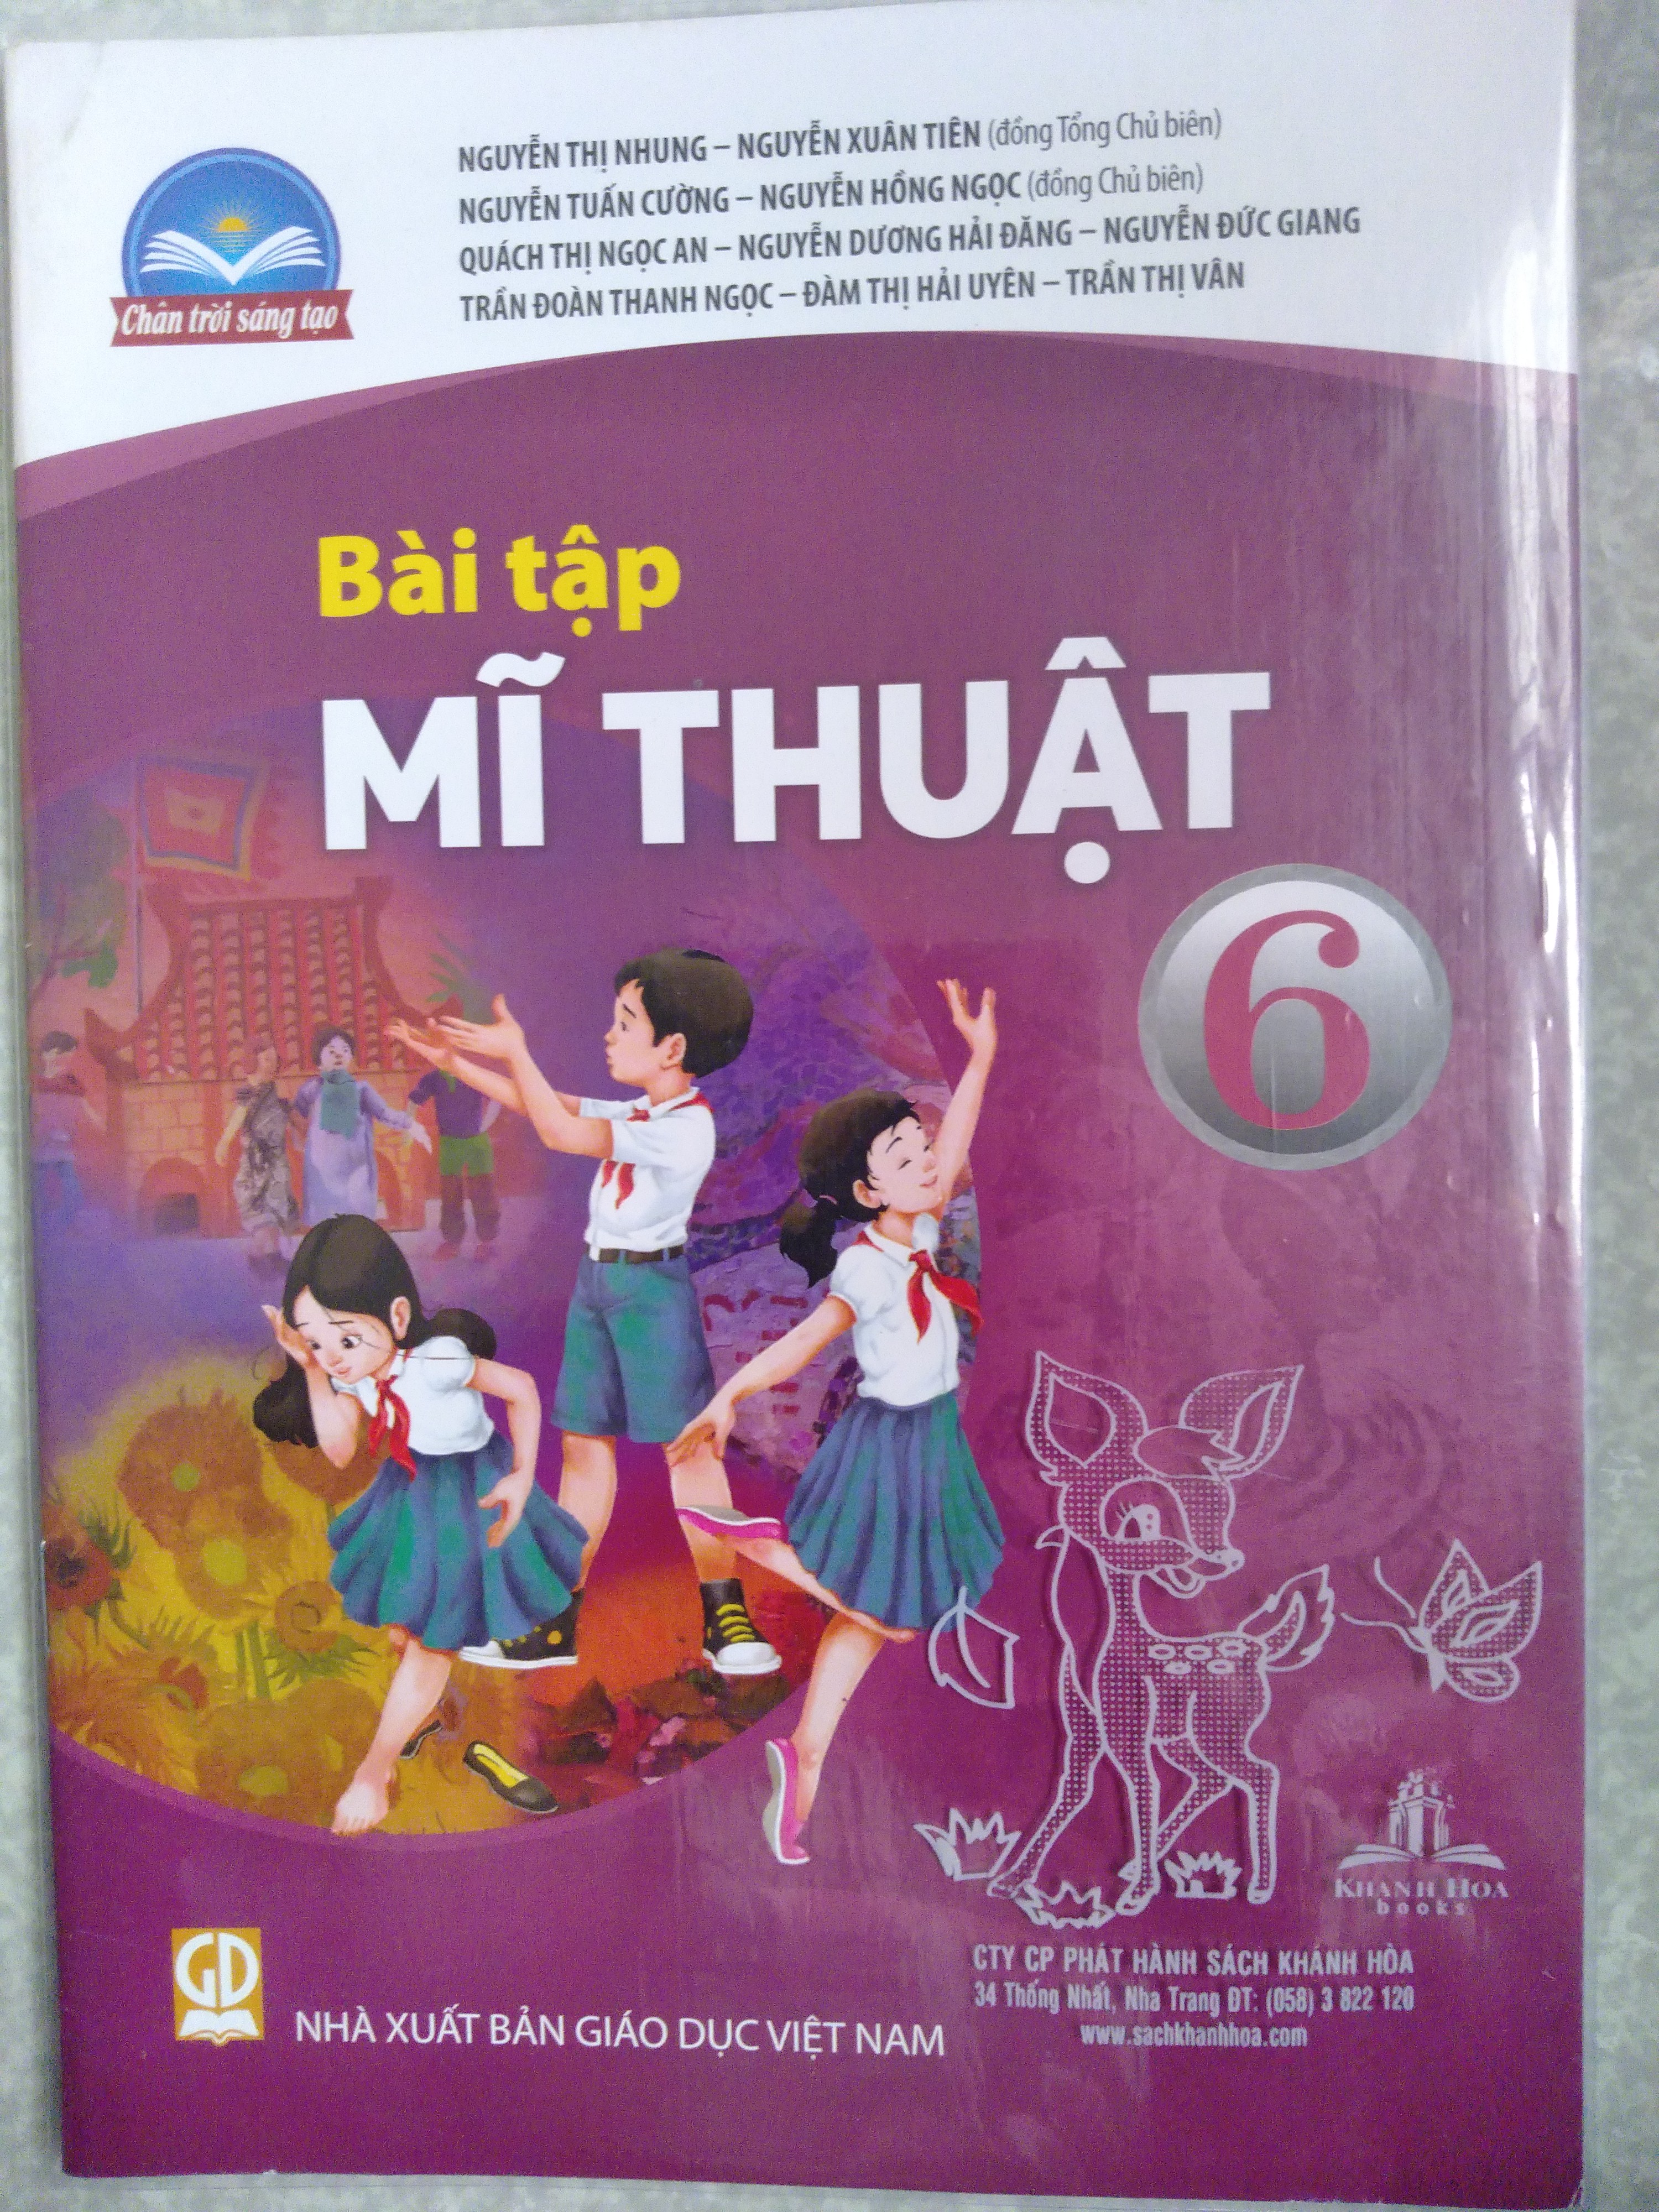 NGUYỄN THỊ NHUNG – NGUYỄN XUÂN TIÊN (đồng Tổng Chủ biên)
NGUYỄN TUẤN CƯỜNG – NGUYỄN HỒNG NGỌC (đồng Chủ biên)
QUÁCH THỊ NGỌC AN – NGUYỄN DƯƠNG HẢI ĐĂNG – NGUYỄN ĐỨC GIANG
TRẦN ĐOÀN THANH NGỌC – ĐÀM THỊ HẢI UYÊN – TRẦN THỊ VÂN
Chân trời sáng tạo
Bài tập
MĨ THUẬT
6
KHANH HOA
books
CTY CP PHÁT HÀNH SÁCH KHÁNH HÒA
34 Thống Nhất, Nha Trang ĐT: (058) 3 822 120
www.sachkhanhhoa.com
GD
NHÀ XUẤT BẢN GIÁO DỤC VIỆT NAM